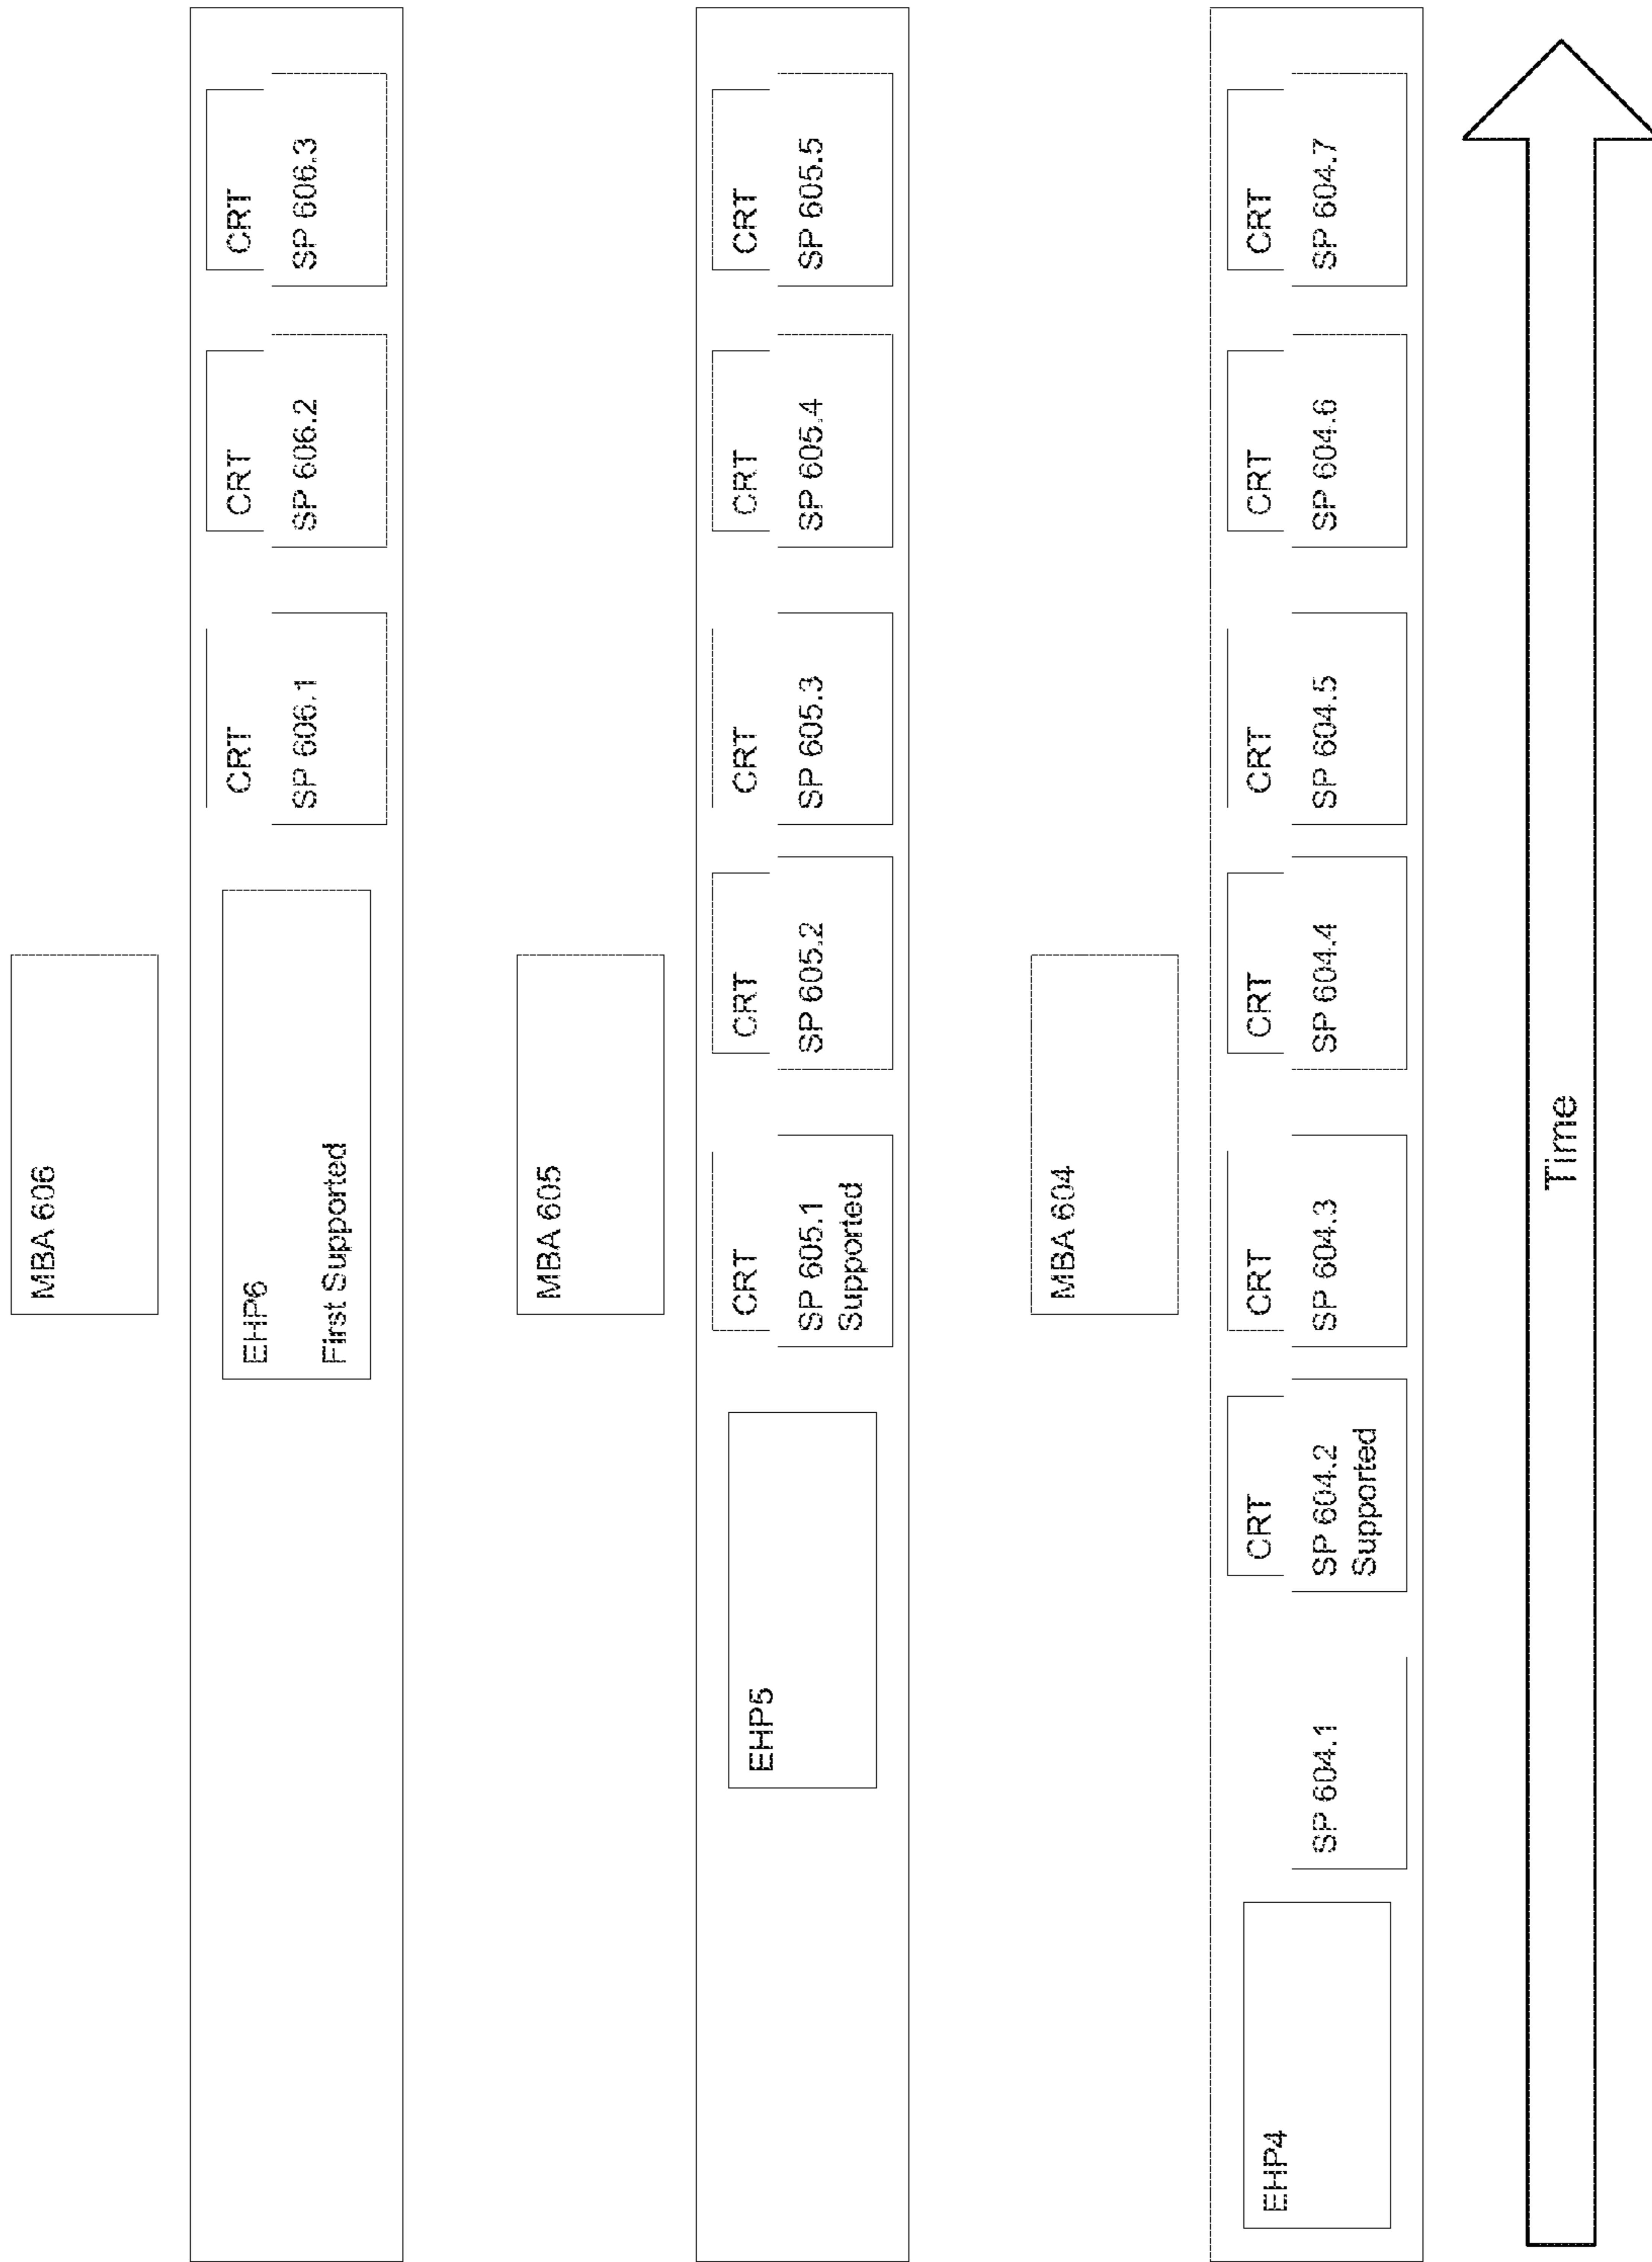 MBA 606
EHP6
First Supported
CRT
SP 606.1
CRT
SP 606.2
CRT
SP 606.3
MBA 605
EHP5
CRT
SP 605.1
Supported
CRT
SP 605.2
CRT
SP 605.3
CRT
SP 605.4
CRT
SP 605.5
MBA 604
EHP4
SP 604.1
CRT
SP 604.2
Supported
CRT
SP 604.3
CRT
SP 604.4
CRT
SP 604.5
CRT
SP 604.6
CRT
SP 604.7
Time